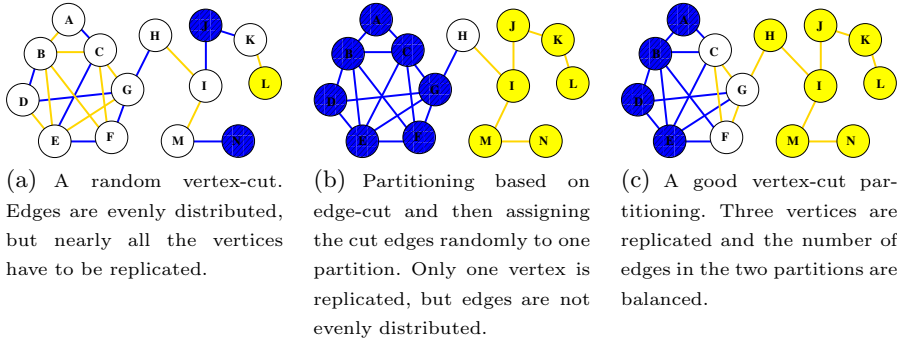 A
B
C
D
E
F
G
H
I
J
K
L
M
N
A
B
C
D
E
F
G
H
I
J
K
L
M
N
A
B
C
D
E
F
G
H
I
J
K
L
M
N
(a) A random vertex-cut.
Edges are evenly distributed,
but nearly all the vertices
have to be replicated.
(b) Partitioning based on
edge-cut and then assigning
the cut edges randomly to one
partition. Only one vertex is
replicated, but edges are not
evenly distributed.
(c) A good vertex-cut par-
titioning. Three vertices are
replicated and the number of
edges in the two partitions are
balanced.